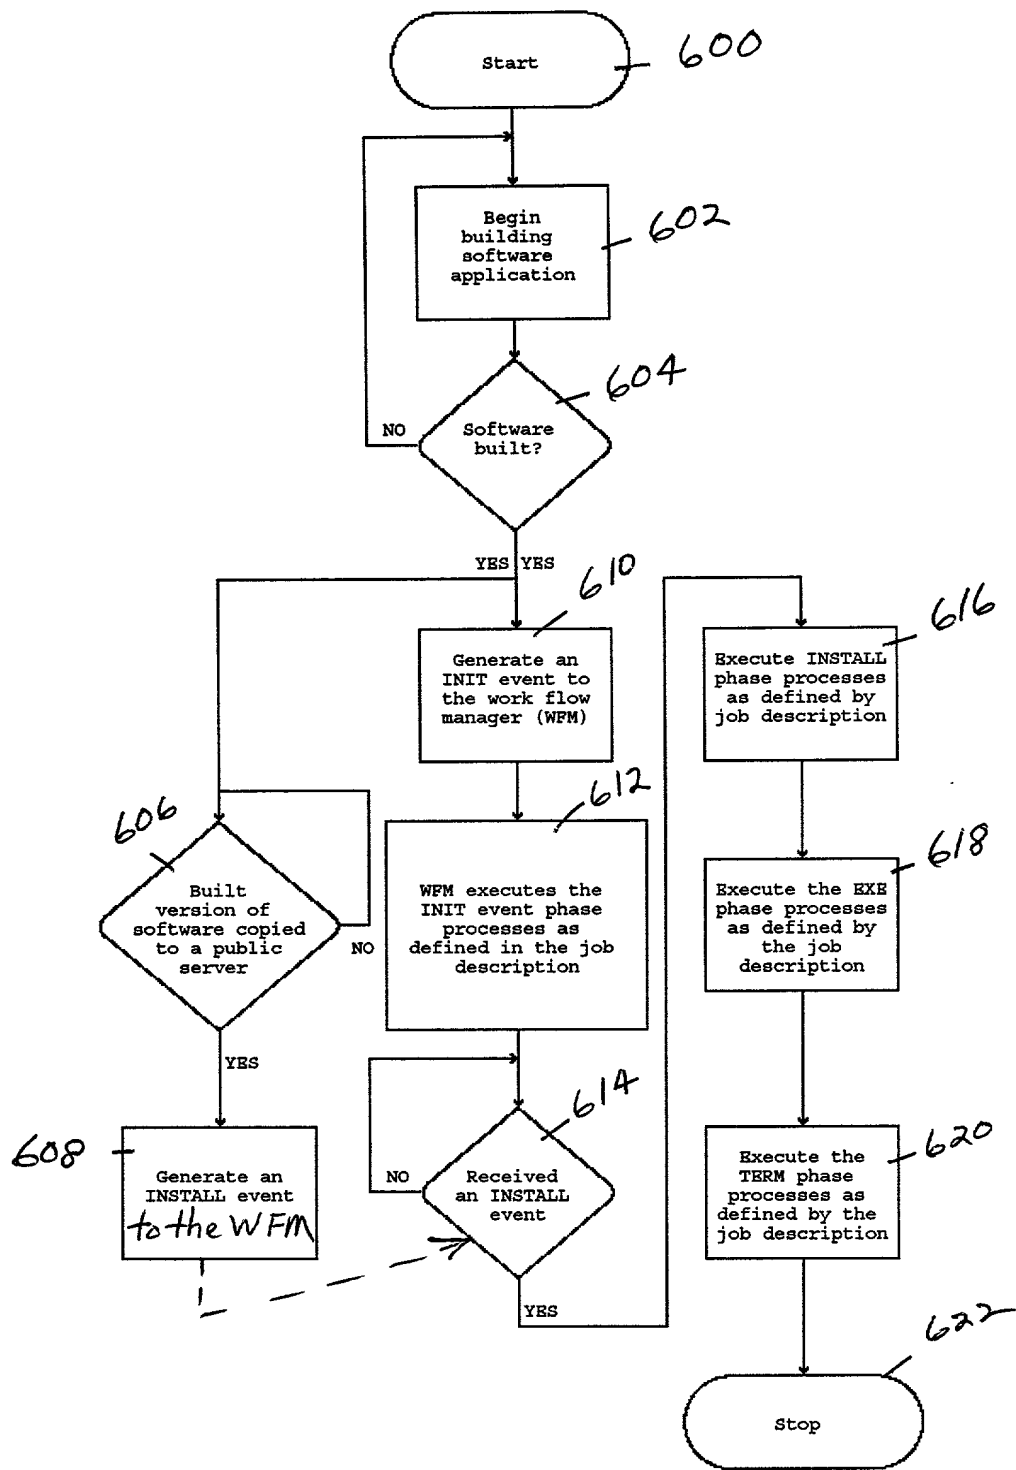 Start
600
Begin
building
software
application
602
604
Software
built?
NO
YES
YES
610
Generate an
INIT event to
the work flow
manager (WFM)
616
Execute INSTALL
phase processes
as defined by
job description
606
Built
version of
software copied
to a public
server
NO
YES
612
WFM executes the
INIT event phase
processes as
defined in the job
description
618
Execute the EXE
phase processes
as defined by
the job
description
608
Generate an
INSTALL event
to the WFM
614
Received
an INSTALL
event
NO
YES
620
Execute the
TERM phase
processes as
defined by the
job description
622
Stop